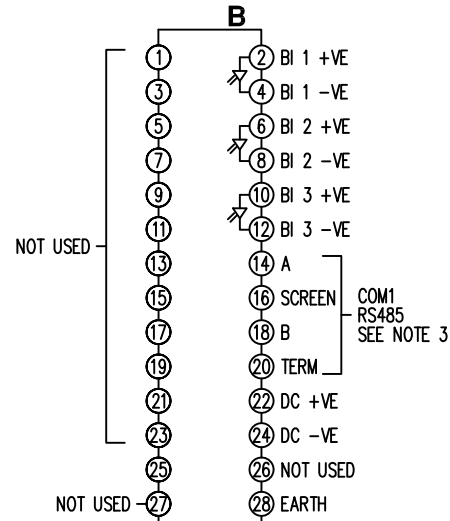 B
1 2 BI 1 +VE
3 4 BI 1 -VE
5 6 BI 2 +VE
7 8 BI 2 -VE
9 10 BI 3 +VE
11 12 BI 3 -VE
NOT USED
13 14 A
15 16 SCREEN
17 18 B
19 20 TERM
COM1
RS485
SEE NOTE 3
21 22 DC +VE
23 24 DC -VE
25 26 NOT USED
NOT USED 27 28 EARTH